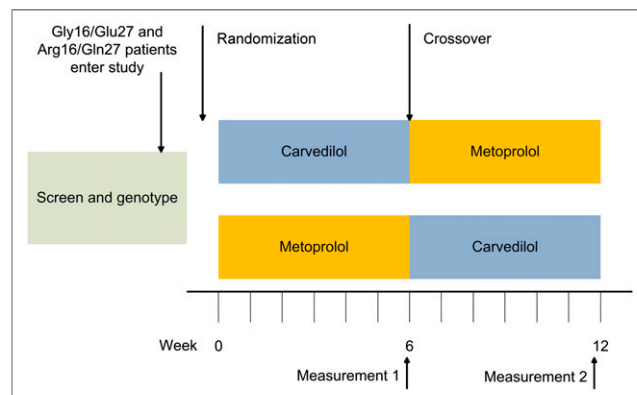 Gly16/Glu27 and
Arg16/Gln27 patients
enter study
Randomization
Crossover
Carvedilol
Metoprolol
Screen and genotype
Metoprolol
Carvedilol
Week
0
6
12
Measurement 1
Measurement 2